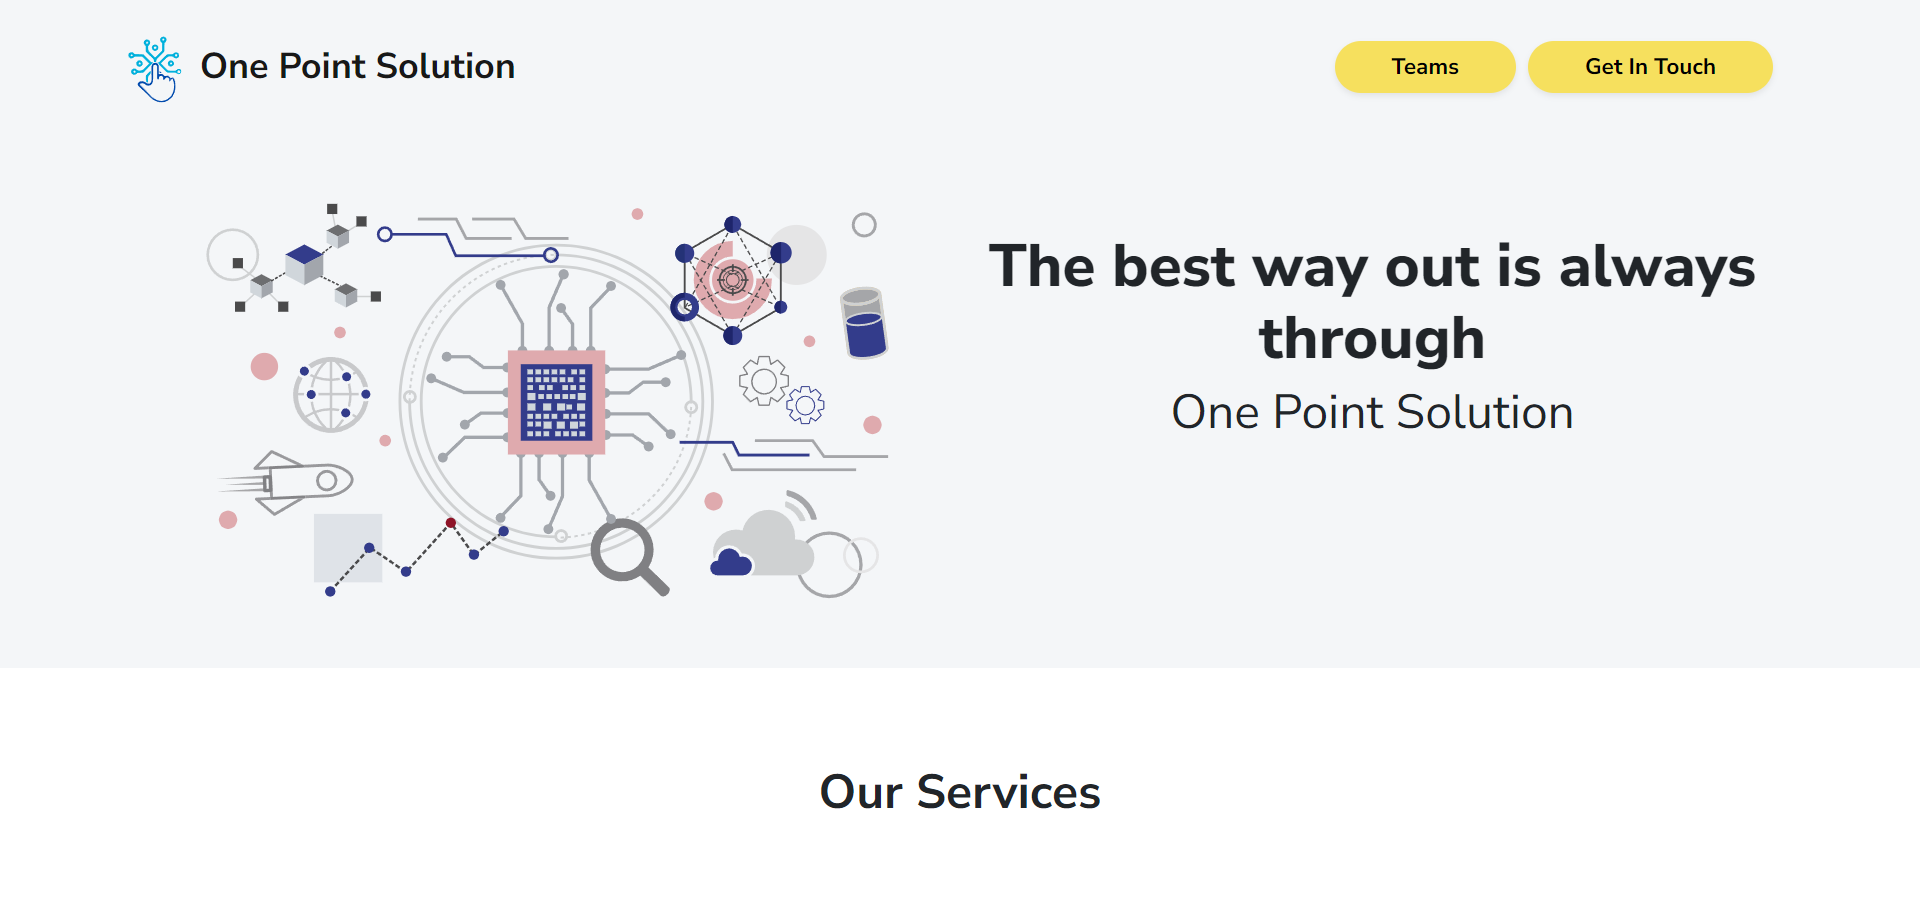 One Point Solution
Teams
Get In Touch
The best way out is always
through
One Point Solution
Our Services